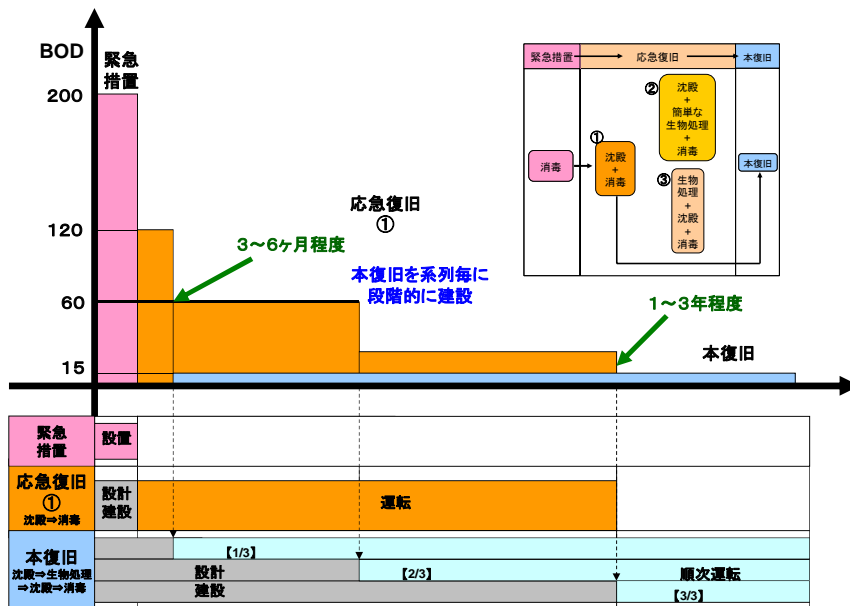 BOD
200
120
60
15
緊急
措置
応急復旧
①
3～6ヶ月程度
本復旧を系列毎に
段階的に建設
1～3年程度
本復旧
緊急措置
応急復旧
本復旧
消毒
①
沈殿
+
消毒
②
沈殿
+
簡単な
生物処理
+
消毒
③
生物
処理
+
沈殿
+
消毒
本復旧
緊急
措置
設置
応急復旧
①
沈殿⇒消毒
設計
建設
運転
本復旧
沈殿⇒生物処理
⇒沈殿⇒消毒
【1/3】
設計
【2/3】
順次運転
建設
【3/3】